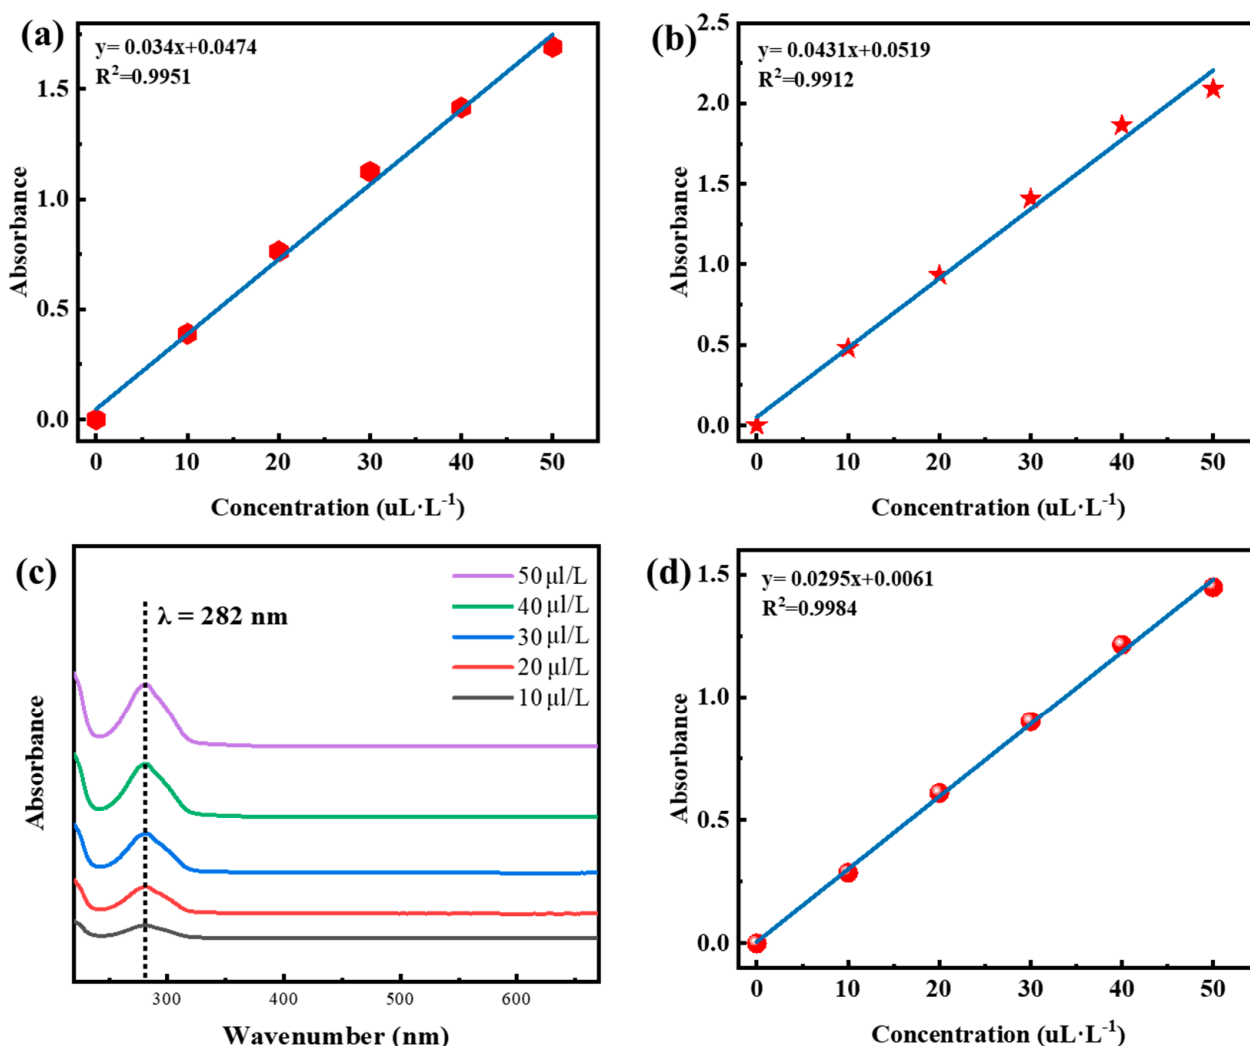 (a)
y= 0.034x+0.0474
R²=0.9951
Absorbance
1.5
1.0
0.5
0.0
0 10 20 30 40 50
Concentration (uL·L⁻¹)
(b)
y= 0.0431x+0.0519
R²=0.9912
Absorbance
2.5
2.0
1.5
1.0
0.5
0.0
0 10 20 30 40 50
Concentration (uL·L⁻¹)
(c)
λ = 282 nm
50 µl/L
40 µl/L
30 µl/L
20 µl/L
10 µl/L
Absorbance
300 400 500 600
Wavenumber (nm)
(d)
y= 0.0295x+0.0061
R²=0.9984
Absorbance
1.5
1.0
0.5
0.0
0 10 20 30 40 50
Concentration (uL·L⁻¹)